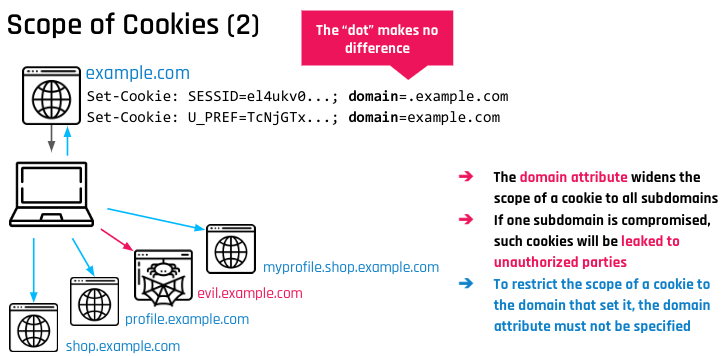 Scope of Cookies (2)
The “dot” makes no
difference
example.com
Set-Cookie: SESSID=el4ukv0...; domain=.example.com
Set-Cookie: U_PREF=TcNjGTx...; domain=example.com
➔ The domain attribute widens the
scope of a cookie to all subdomains
➔ If one subdomain is compromised,
such cookies will be leaked to
unauthorized parties
➔ To restrict the scope of a cookie to
the domain that set it, the domain
attribute must not be specified
myprofile.shop.example.com
evil.example.com
profile.example.com
shop.example.com